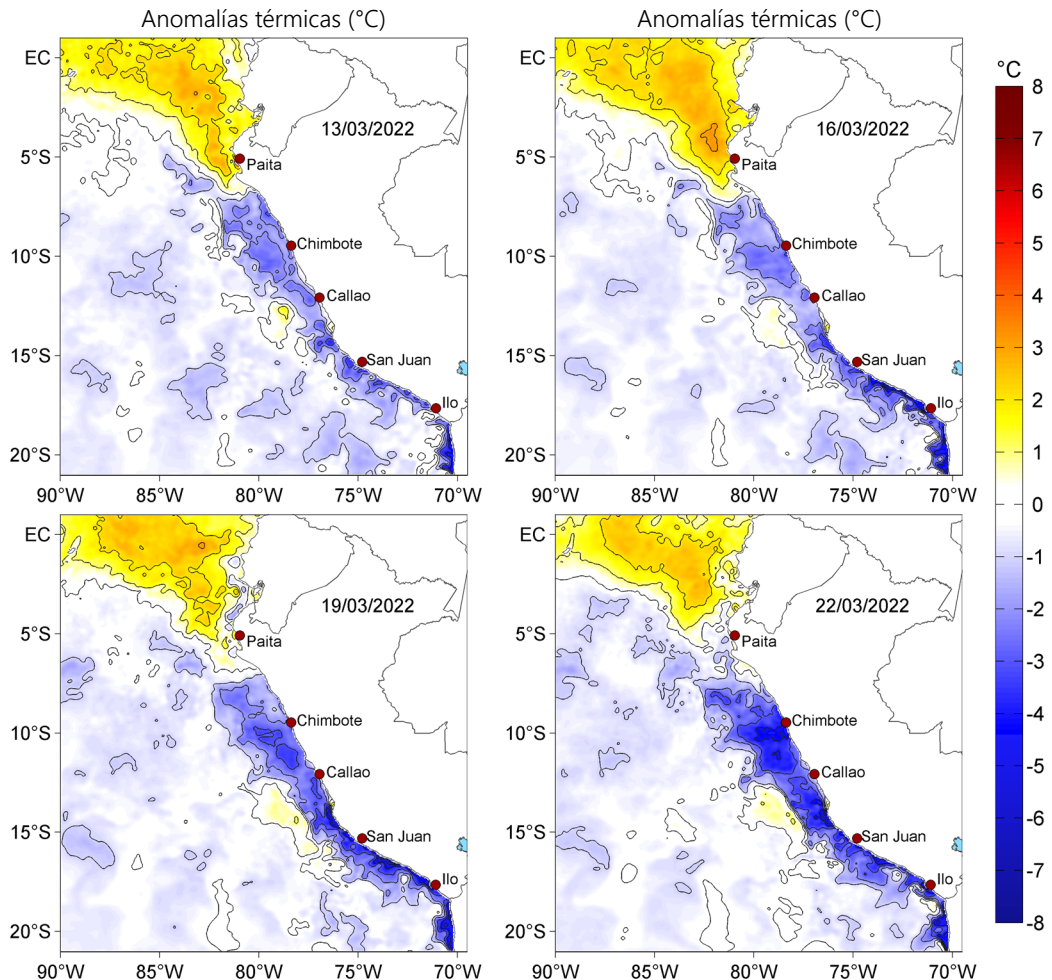 Anomalías térmicas (°C)
Anomalías térmicas (°C)
EC
5°S
10°S
15°S
20°S
90°W
85°W
80°W
75°W
70°W
13/03/2022
Paita
Chimbote
Callao
San Juan
Ilo
EC
5°S
10°S
15°S
20°S
90°W
85°W
80°W
75°W
70°W
16/03/2022
Paita
Chimbote
Callao
San Juan
Ilo
EC
5°S
10°S
15°S
20°S
90°W
85°W
80°W
75°W
70°W
19/03/2022
Paita
Chimbote
Callao
San Juan
Ilo
EC
5°S
10°S
15°S
20°S
90°W
85°W
80°W
75°W
70°W
22/03/2022
Paita
Chimbote
Callao
San Juan
Ilo
°C
8
7
6
5
4
3
2
1
0
-1
-2
-3
-4
-5
-6
-7
-8